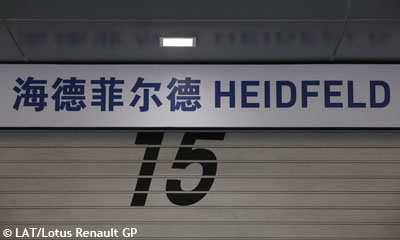 海德菲尔德 HEIDFELD
15
© LAT/Lotus Renault GP